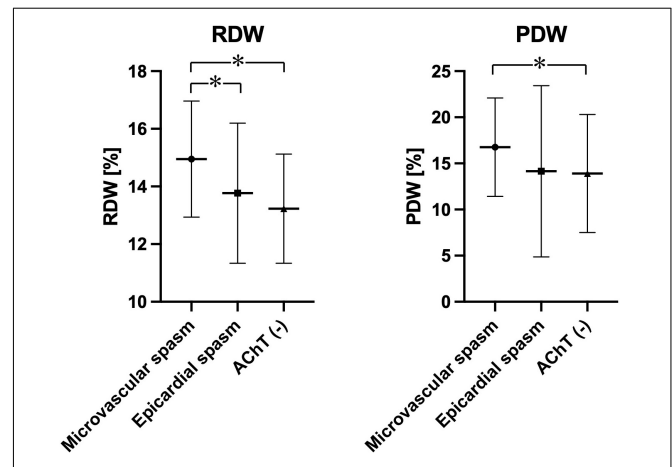 RDW
PDW
*
*
*
RDW [%]
18
16
14
12
10
PDW [%]
25
20
15
10
5
0
Microvascular spasm
Epicardial spasm
AChT (-)
Microvascular spasm
Epicardial spasm
AChT (-)